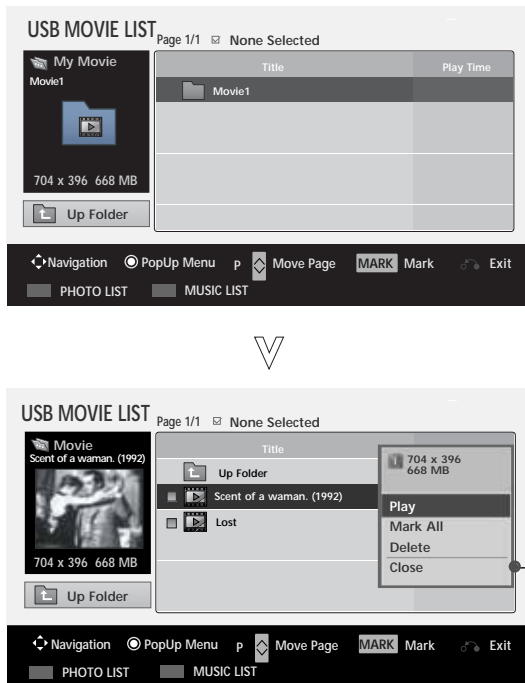 USB MOVIE LIST
Page 1/1 None Selected
My Movie
Movie1
704 x 396 668 MB
Up Folder
Title Play Time
Movie1
Navigation PopUp Menu P Move Page MARK Mark Exit
PHOTO LIST MUSIC LIST
USB MOVIE LIST
Page 1/1 None Selected
Movie
Scent of a waman. (1992)
704 x 396 668 MB
Up Folder
Title
Up Folder
Scent of a waman. (1992)
Lost
1 704 x 396
668 MB
Play
Mark All
Delete
Close
Navigation PopUp Menu P Move Page MARK Mark Exit
PHOTO LIST MUSIC LIST